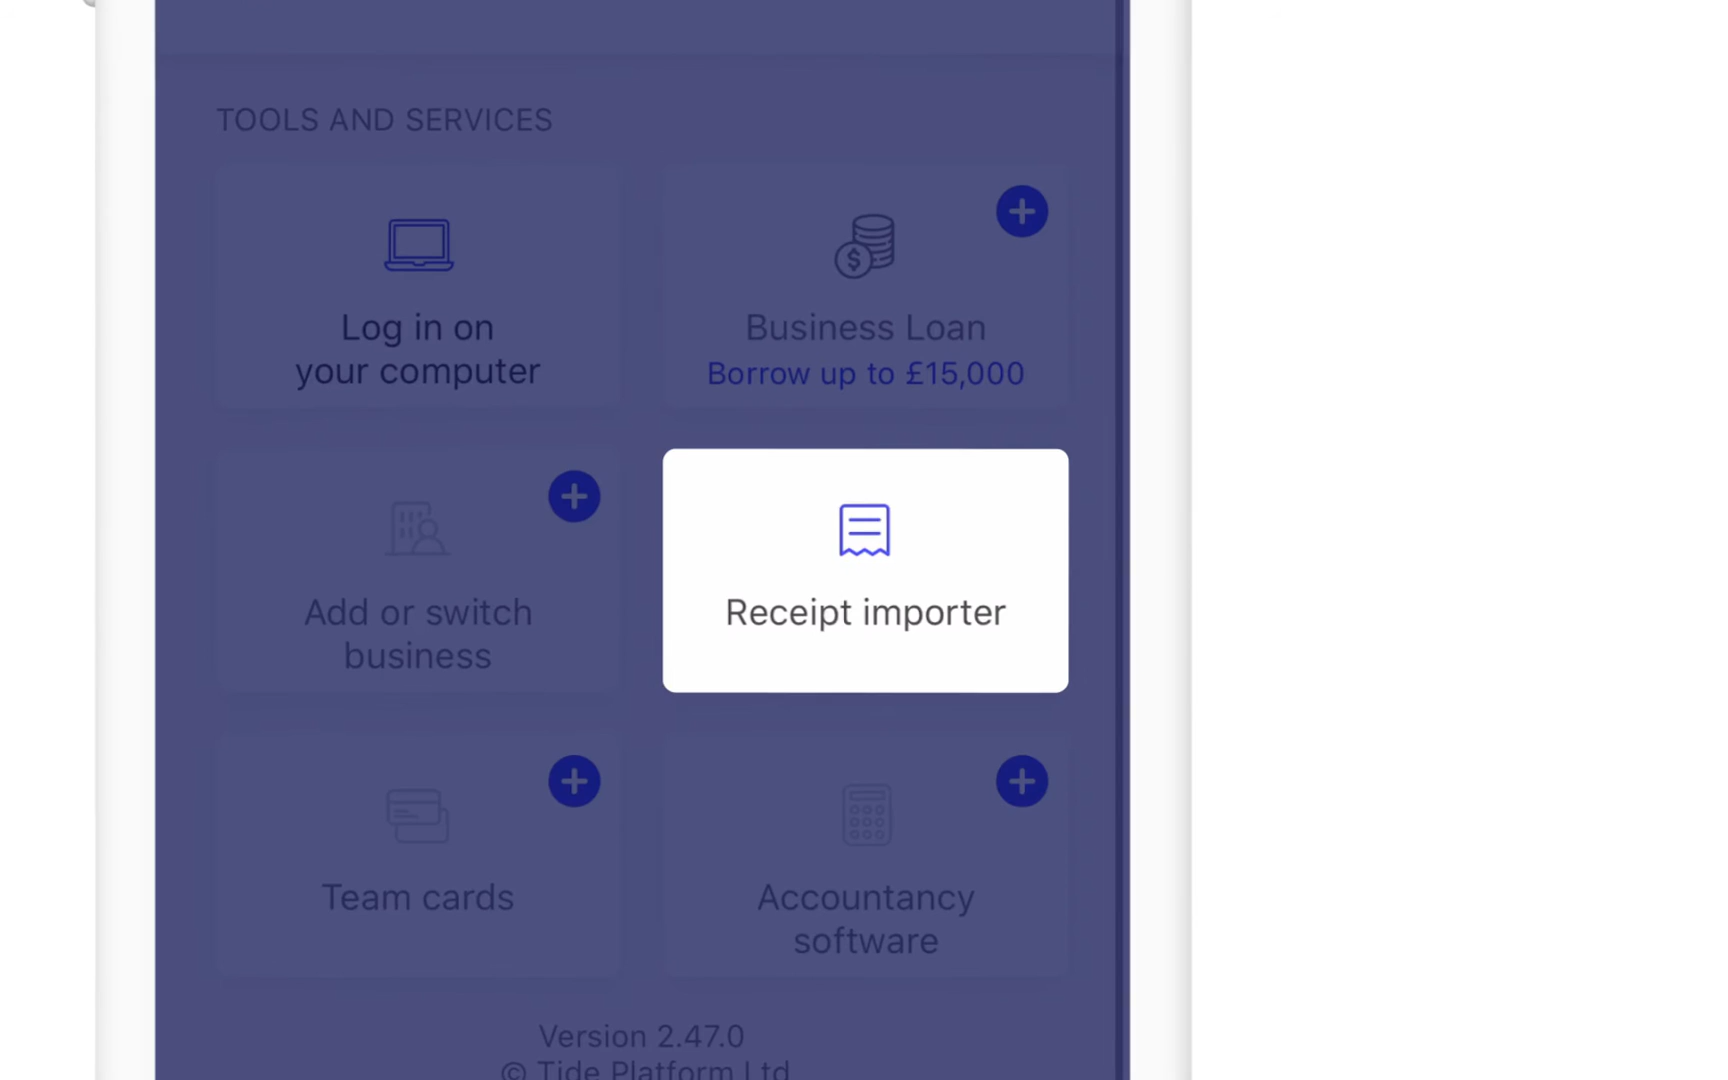 TOOLS AND SERVICES
Log in on
your computer
Business Loan
Borrow up to £15,000
Add or switch
business
Receipt importer
Team cards
Accountancy
software
Version 2.47.0
© Tide Platform Ltd